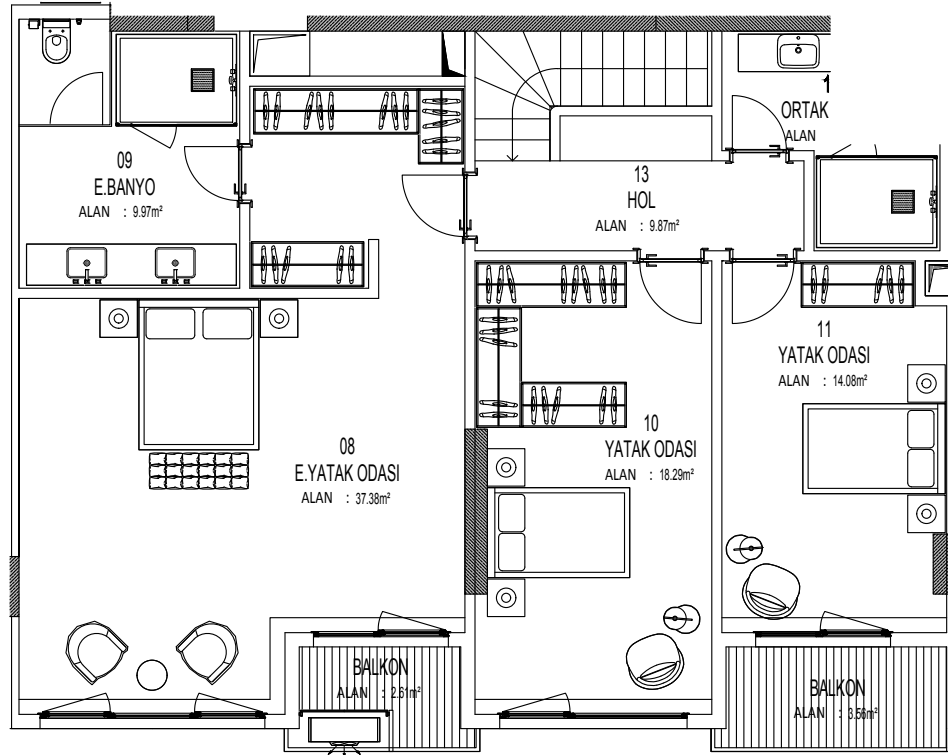 ORTAK
ALAN
09
E.BANYO
ALAN : 9.97m²
13
HOL
ALAN : 9.87m²
11
YATAK ODASI
ALAN : 14.08m²
08
E.YATAK ODASI
ALAN : 37.38m²
10
YATAK ODASI
ALAN : 18.29m²
BALKON
ALAN : 2.61m²
BALKON
ALAN : 3.56m²